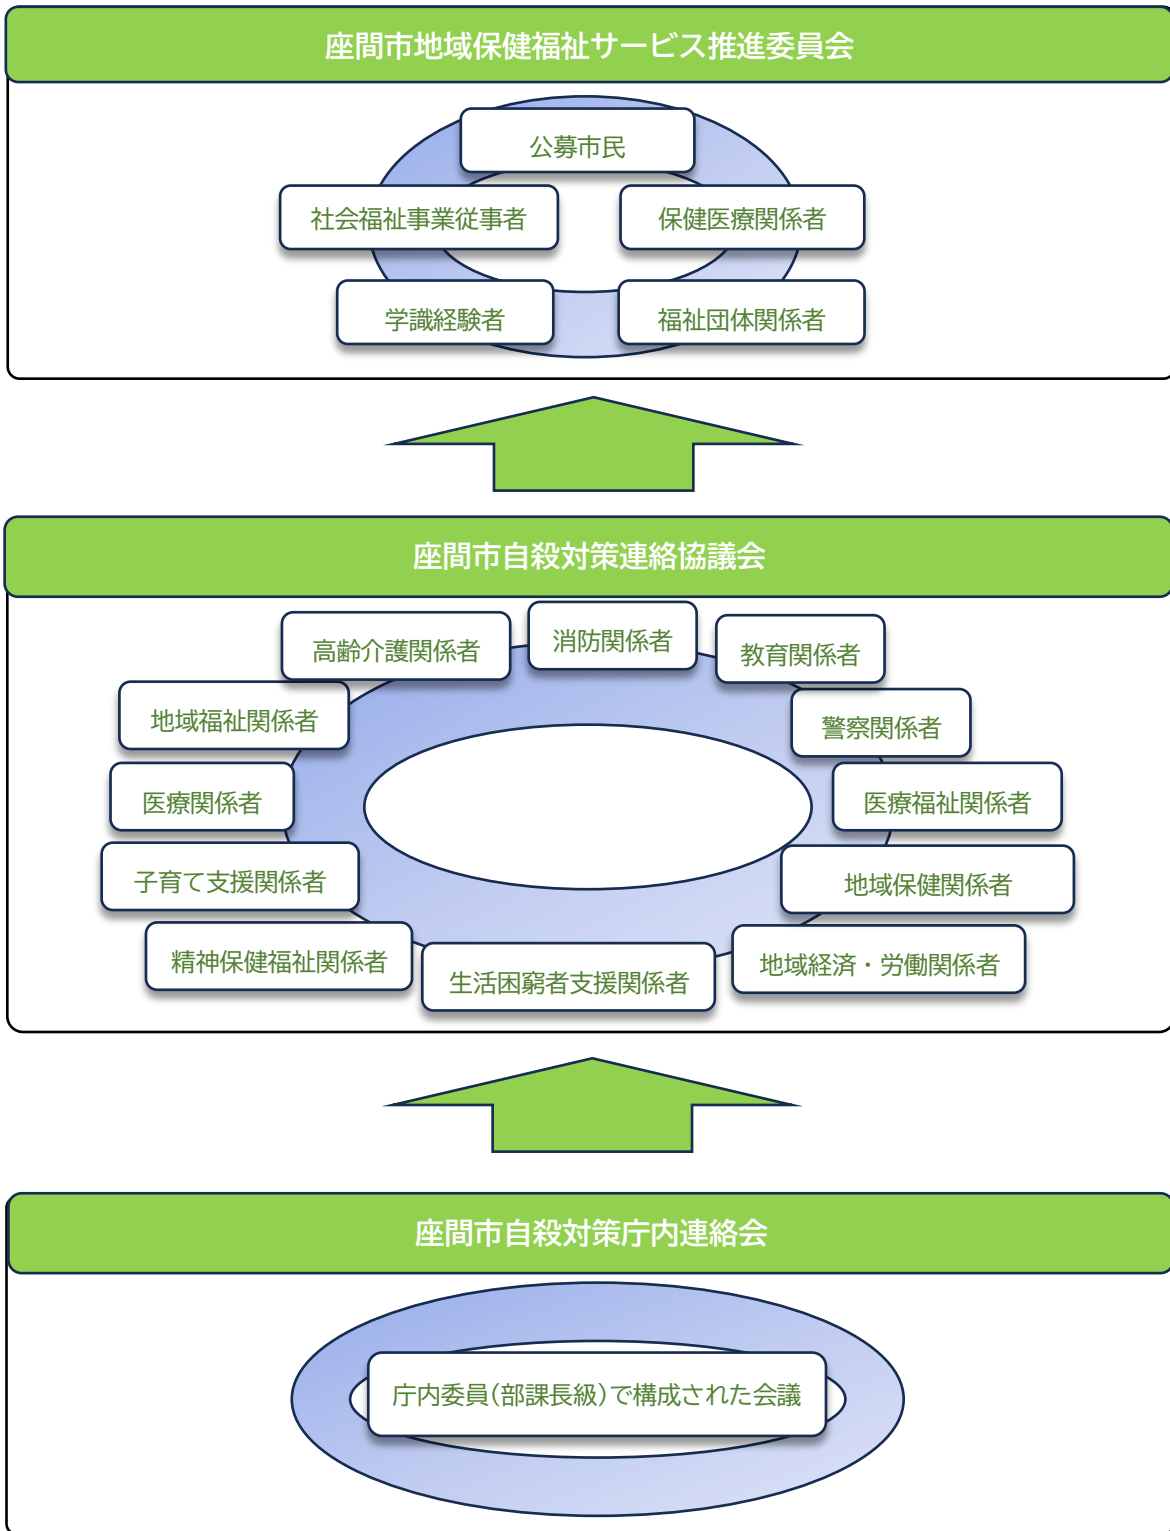 座間市地域保健福祉サービス推進委員会
公募市民
社会福祉事業従事者
保健医療関係者
学識経験者
福祉団体関係者
座間市自殺対策連絡協議会
消防関係者
高齢介護関係者
教育関係者
地域福祉関係者
警察関係者
医療関係者
医療福祉関係者
子育て支援関係者
地域保健関係者
精神保健福祉関係者
地域経済・労働関係者
生活困窮者支援関係者
座間市自殺対策庁内連絡会
庁内委員(部課長級)で構成された会議